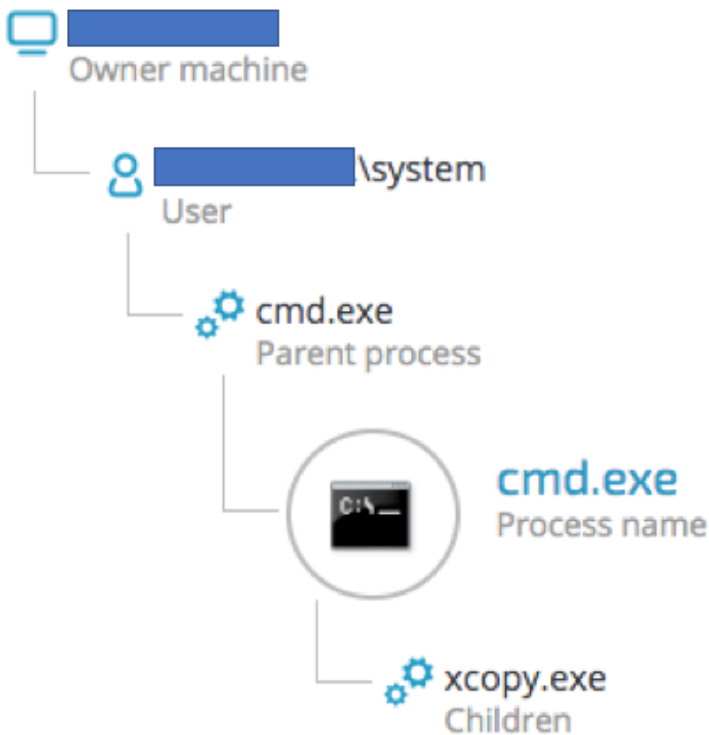 Owner machine
\system
User
cmd.exe
Parent process
C:\
cmd.exe
Process name
xcopy.exe
Children